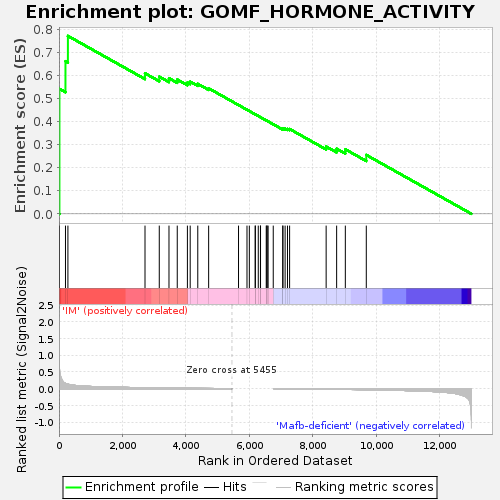 Enrichment plot: GOMF_HORMONE_ACTIVITY
Enrichment score (ES)
0.8
0.7
0.6
0.5
0.4
0.3
0.2
0.1
0.0
'IM' (positively correlated)
Ranked list metric (Signal2Noise)
2.5
2.0
1.5
1.0
0.5
0.0
-0.5
-1.0
Zero cross at 5455
'Mafb-deficient' (negatively correlated)
0
2,000
4,000
6,000
8,000
10,000
12,000
Rank in Ordered Dataset
Enrichment profile
Hits
Ranking metric scores